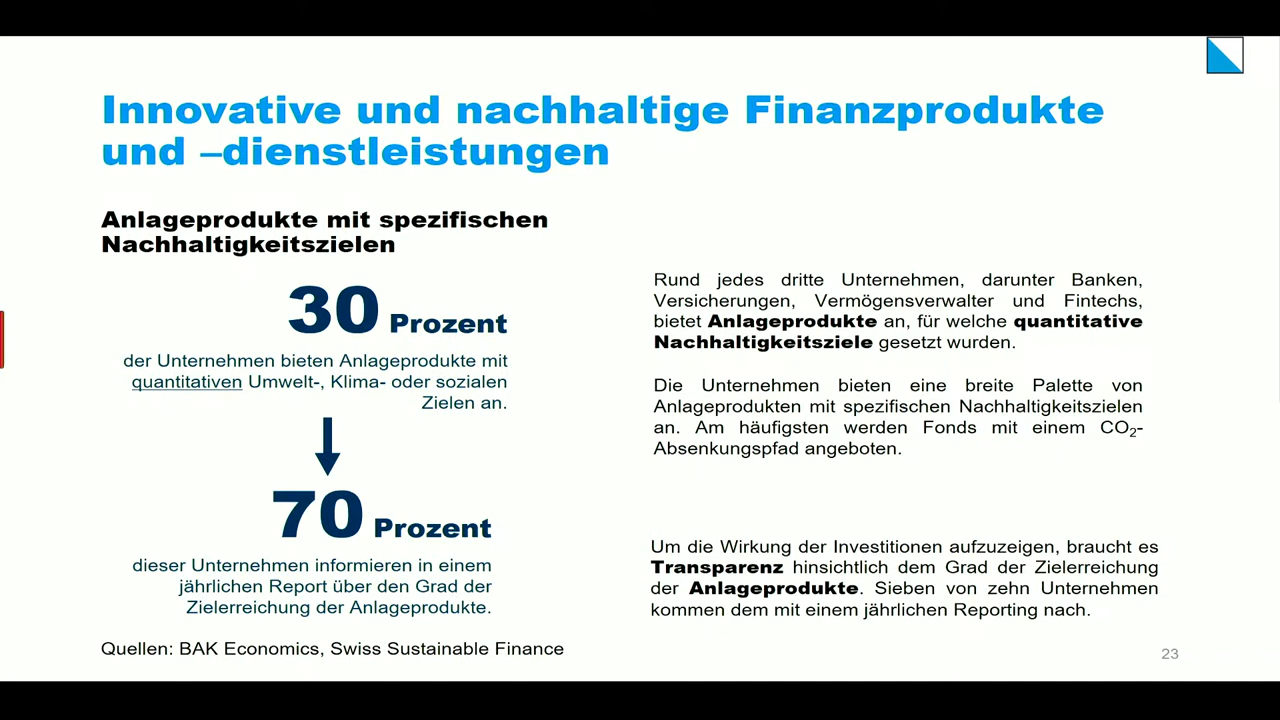 Innovative und nachhaltige Finanzprodukte
und –dienstleistungen
Anlageprodukte mit spezifischen
Nachhaltigkeitszielen
30 Prozent
der Unternehmen bieten Anlageprodukte mit
quantitativen Umwelt-, Klima- oder sozialen
Zielen an.
70 Prozent
dieser Unternehmen informieren in einem
jährlichen Report über den Grad der
Zielerreichung der Anlageprodukte.
Quellen: BAK Economics, Swiss Sustainable Finance
Rund jedes dritte Unternehmen, darunter Banken,
Versicherungen, Vermögensverwalter und Fintechs,
bietet Anlageprodukte an, für welche quantitative
Nachhaltigkeitsziele gesetzt wurden.
Die Unternehmen bieten eine breite Palette von
Anlageprodukten mit spezifischen Nachhaltigkeitszielen
an. Am häufigsten werden Fonds mit einem CO₂-
Absenkungspfad angeboten.
Um die Wirkung der Investitionen aufzuzeigen, braucht es
Transparenz hinsichtlich dem Grad der Zielerreichung
der Anlageprodukte. Sieben von zehn Unternehmen
kommen dem mit einem jährlichen Reporting nach.
23